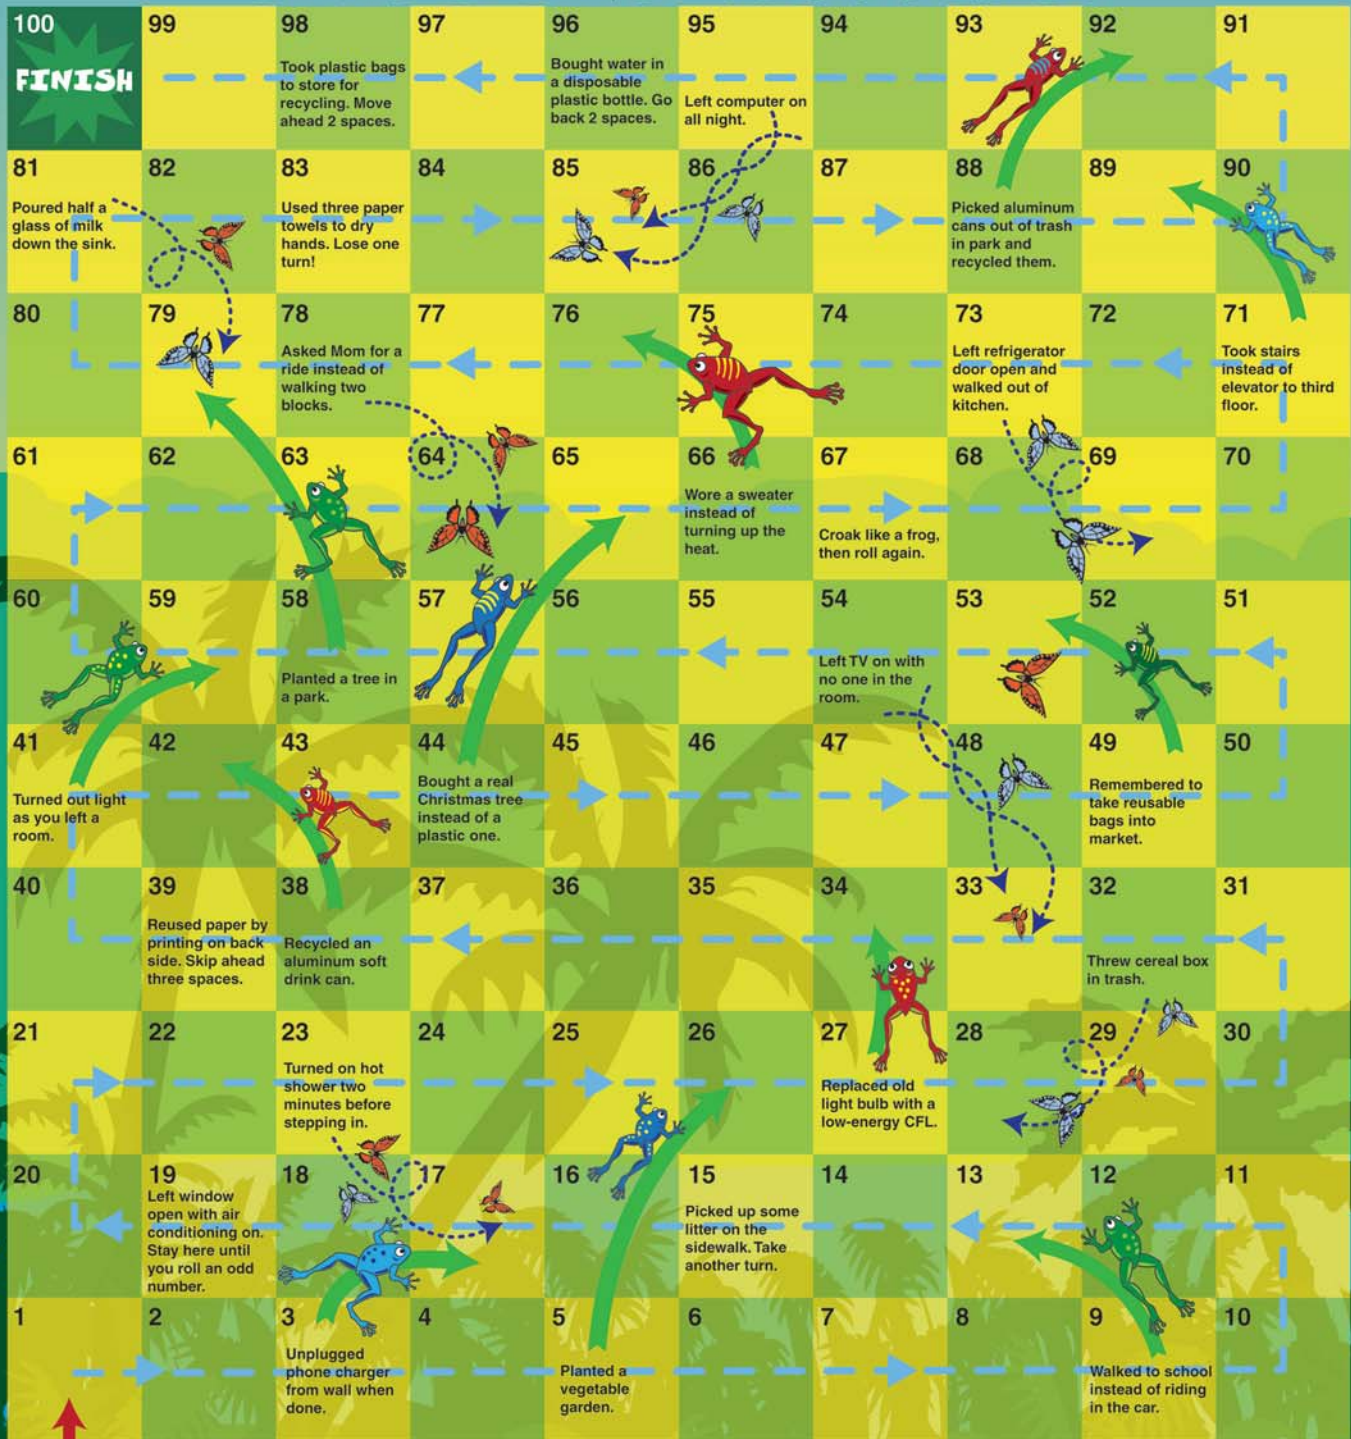 100
FINISH
99
98
Took plastic bags
to store for
recycling. Move
ahead 2 spaces.
97
96
Bought water in
a disposable
plastic bottle. Go
back 2 spaces.
95
Left computer on
all night.
94
93
92
91
81
Poured half a
glass of milk
down the sink.
82
83
Used three paper
towels to dry
hands. Lose one
turn!
84
85
86
87
88
Picked aluminum
cans out of trash
in park and
recycled them.
89
90
80
79
78
Asked Mom for a
ride instead of
walking two
blocks.
77
76
75
74
73
Left refrigerator
door open and
walked out of
kitchen.
72
71
Took stairs
instead of
elevator to third
floor.
61
62
63
64
65
66
Wore a sweater
instead of
turning up the
heat.
67
Croak like a frog,
then roll again.
68
69
70
60
59
58
Planted a tree in
a park.
57
56
55
54
Left TV on with
no one in the
room.
53
52
51
41
Turned out light
as you left a
room.
42
43
44
Bought a real
Christmas tree
instead of a
plastic one.
45
46
47
48
49
Remembered to
take reusable
bags into
market.
50
40
39
Reused paper by
printing on back
side. Skip ahead
three spaces.
38
Recycled an
aluminum soft
drink can.
37
36
35
34
33
32
Threw cereal box
in trash.
31
21
22
23
Turned on hot
shower two
minutes before
stepping in.
24
25
26
27
Replaced old
light bulb with a
low-energy CFL.
28
29
30
20
19
Left window
open with air
conditioning on.
Stay here until
you roll an odd
number.
18
17
16
15
Picked up some
litter on the
sidewalk. Take
another turn.
14
13
12
11
1
2
3
Unplugged
phone charger
from wall when
done.
4
5
Planted a
vegetable
garden.
6
7
8
9
Walked to school
instead of riding
in the car.
10